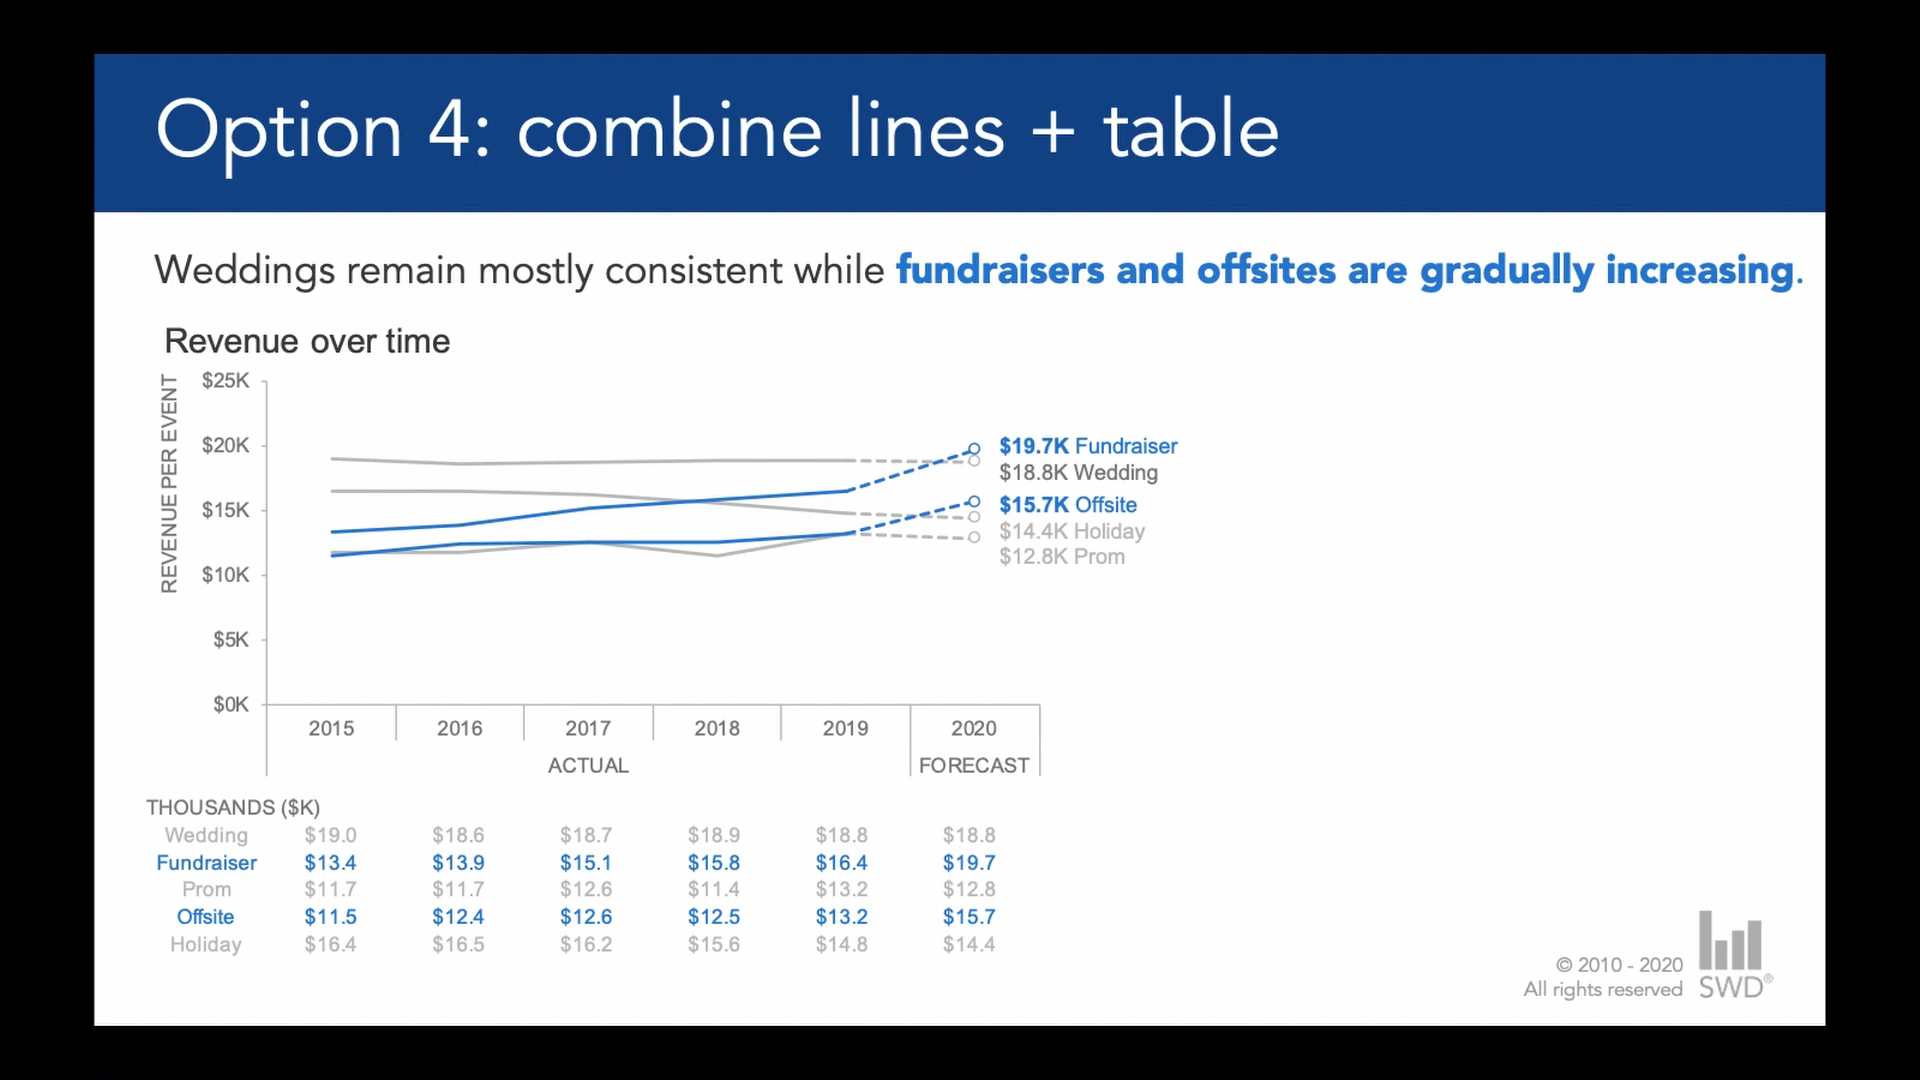 Option 4: combine lines + table
Weddings remain mostly consistent while fundraisers and offsites are gradually increasing.
Revenue over time
REVENUE PER EVENT
$25K
$20K
$15K
$10K
$5K
$0K
$19.7K Fundraiser
$18.8K Wedding
$15.7K Offsite
$14.4K Holiday
$12.8K Prom
2015 2016 2017 2018 2019 2020
ACTUAL FORECAST
THOUSANDS ($K)
Wedding $19.0 $18.6 $18.7 $18.9 $18.8 $18.8
Fundraiser $13.4 $13.9 $15.1 $15.8 $16.4 $19.7
Prom $11.7 $11.7 $12.6 $11.4 $13.2 $12.8
Offsite $11.5 $12.4 $12.6 $12.5 $13.2 $15.7
Holiday $16.4 $16.5 $16.2 $15.6 $14.8 $14.4
© 2010 - 2020
All rights reserved
SWD®